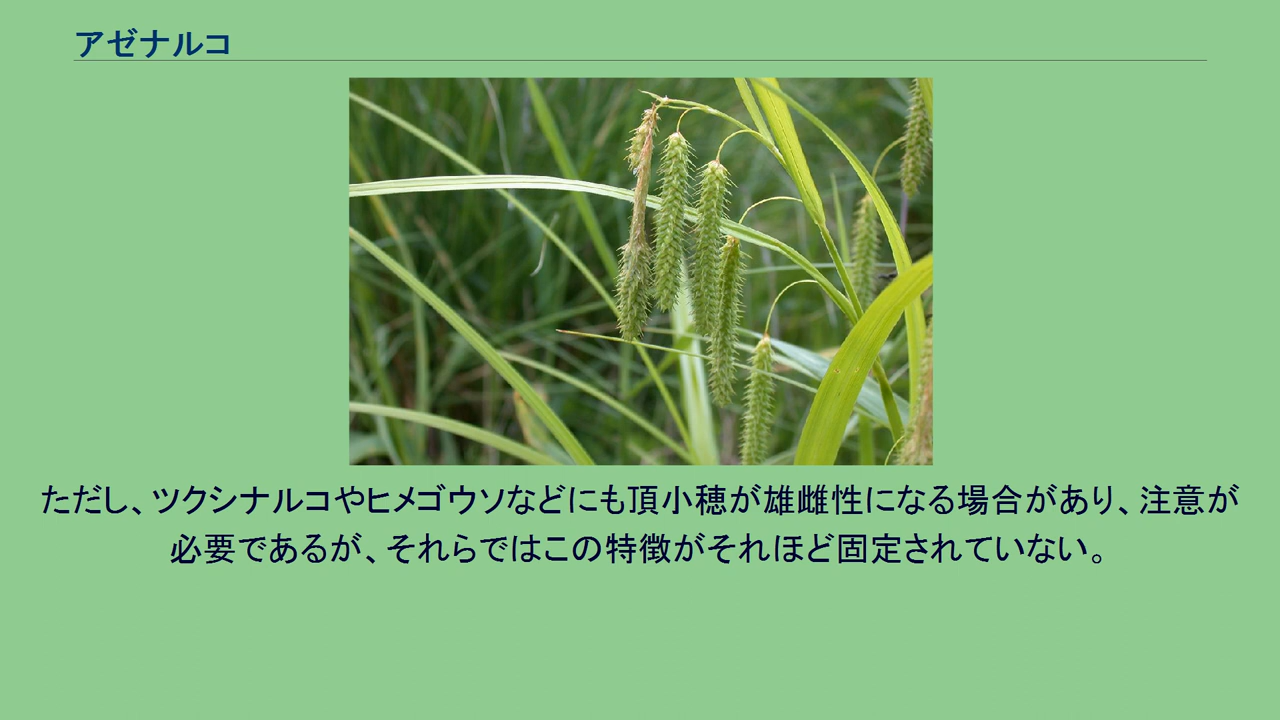 アゼナルコ
ただし、ツクシナルコやヒメゴウソなどにも頂小穂が雄雌性になる場合があり、注意が
必要であるが、それらではこの特徴がそれほど固定されていない。